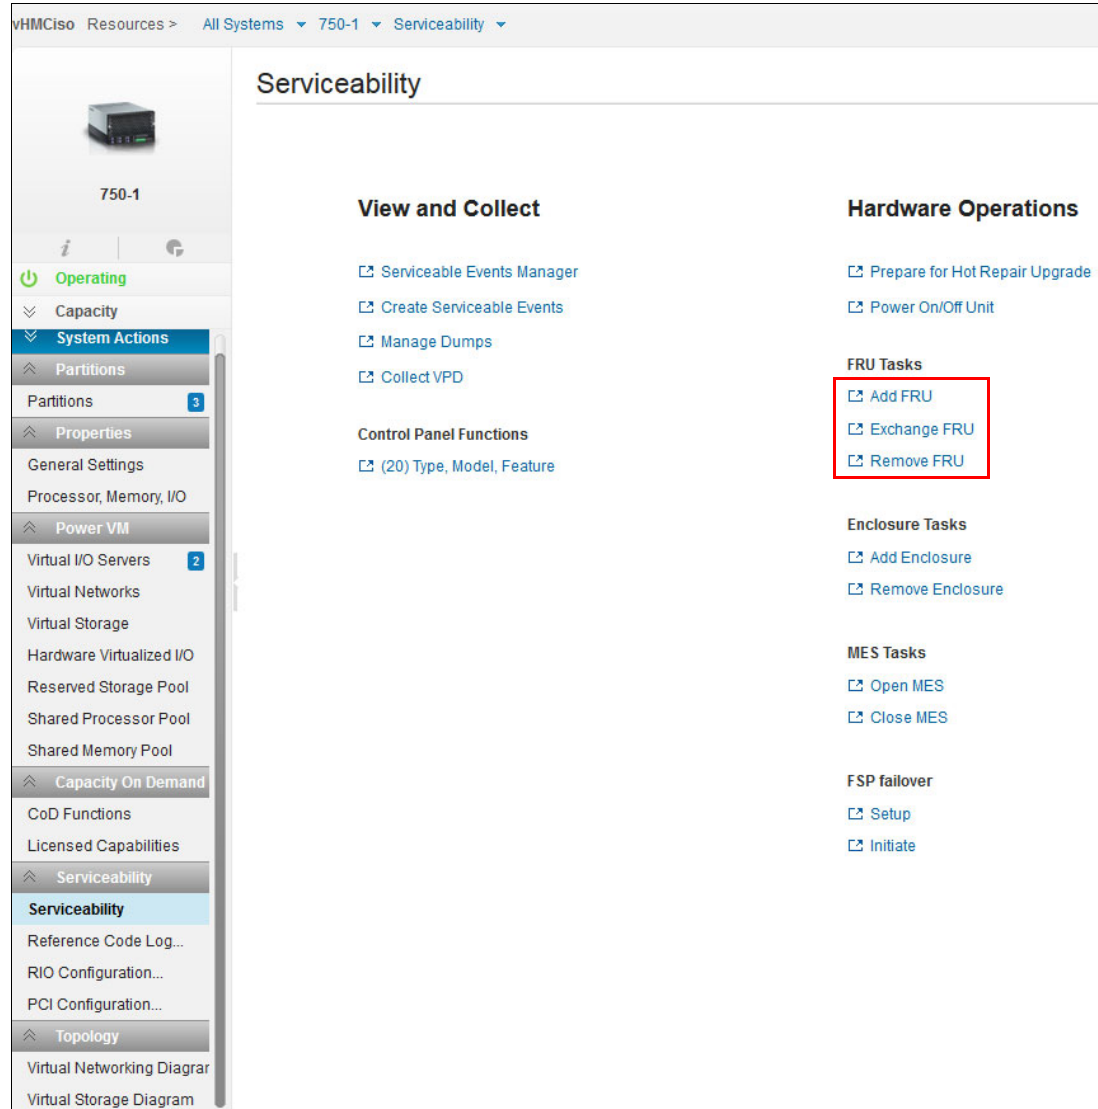 vHMCiso Resources > All Systems 750-1 Serviceability
750-1
i
Operating
Capacity
System Actions
Partitions
Partitions 3
Properties
General Settings
Processor, Memory, I/O
Power VM
Virtual I/O Servers 2
Virtual Networks
Virtual Storage
Hardware Virtualized I/O
Reserved Storage Pool
Shared Processor Pool
Shared Memory Pool
Capacity On Demand
CoD Functions
Licensed Capabilities
Serviceability
Serviceability
Reference Code Log...
RIO Configuration...
PCI Configuration...
Topology
Virtual Networking Diagram
Virtual Storage Diagram
Serviceability
View and Collect
Serviceable Events Manager
Create Serviceable Events
Manage Dumps
Collect VPD
Control Panel Functions
(20) Type, Model, Feature
Hardware Operations
Prepare for Hot Repair Upgrade
Power On/Off Unit
FRU Tasks
Add FRU
Exchange FRU
Remove FRU
Enclosure Tasks
Add Enclosure
Remove Enclosure
MES Tasks
Open MES
Close MES
FSP failover
Setup
Initiate